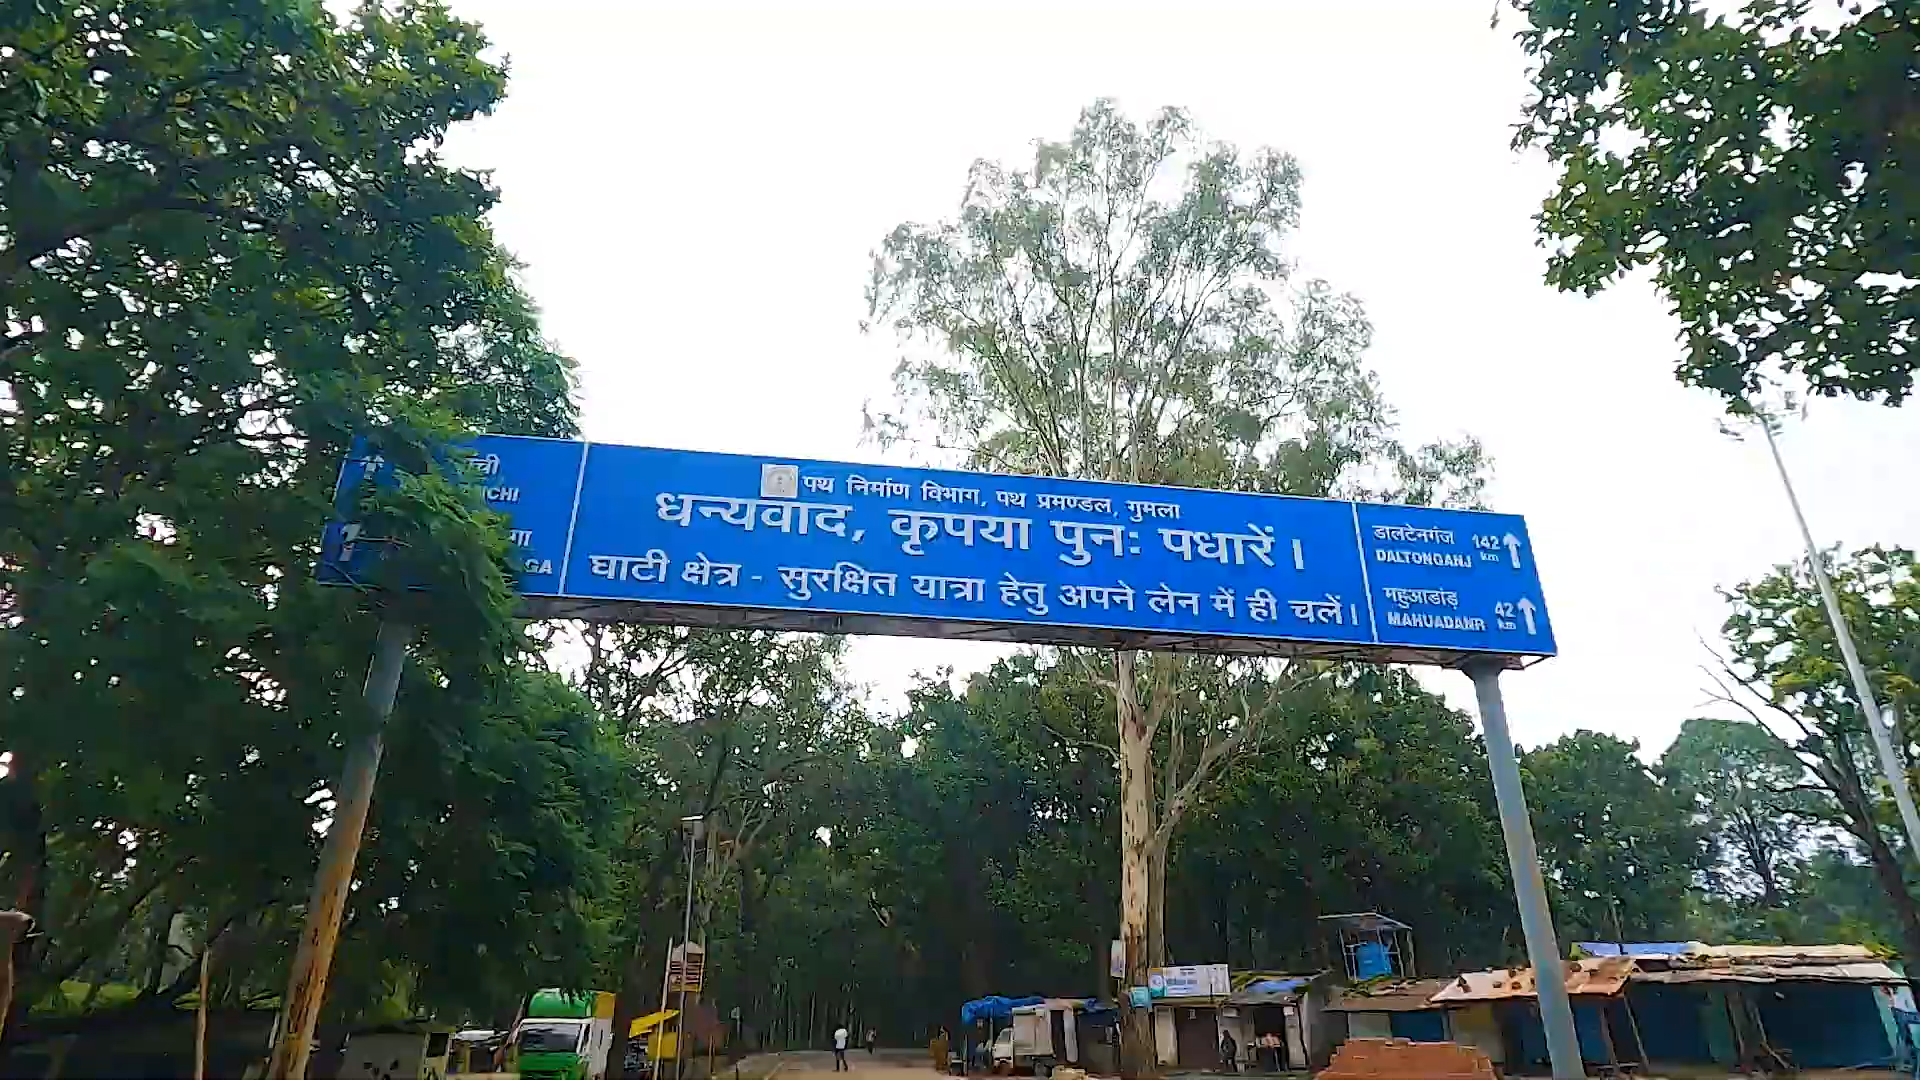 पथ निर्माण विभाग, पथ प्रमण्डल, गुमला
धन्यवाद, कृपया पुनः पधारें।
घाटी क्षेत्र - सुरक्षित यात्रा हेतु अपने लेन में ही चलें।
डालटेनगंज 142 km
DALTONGANJ
महुआडांड़ 42 km
MAHUADANR